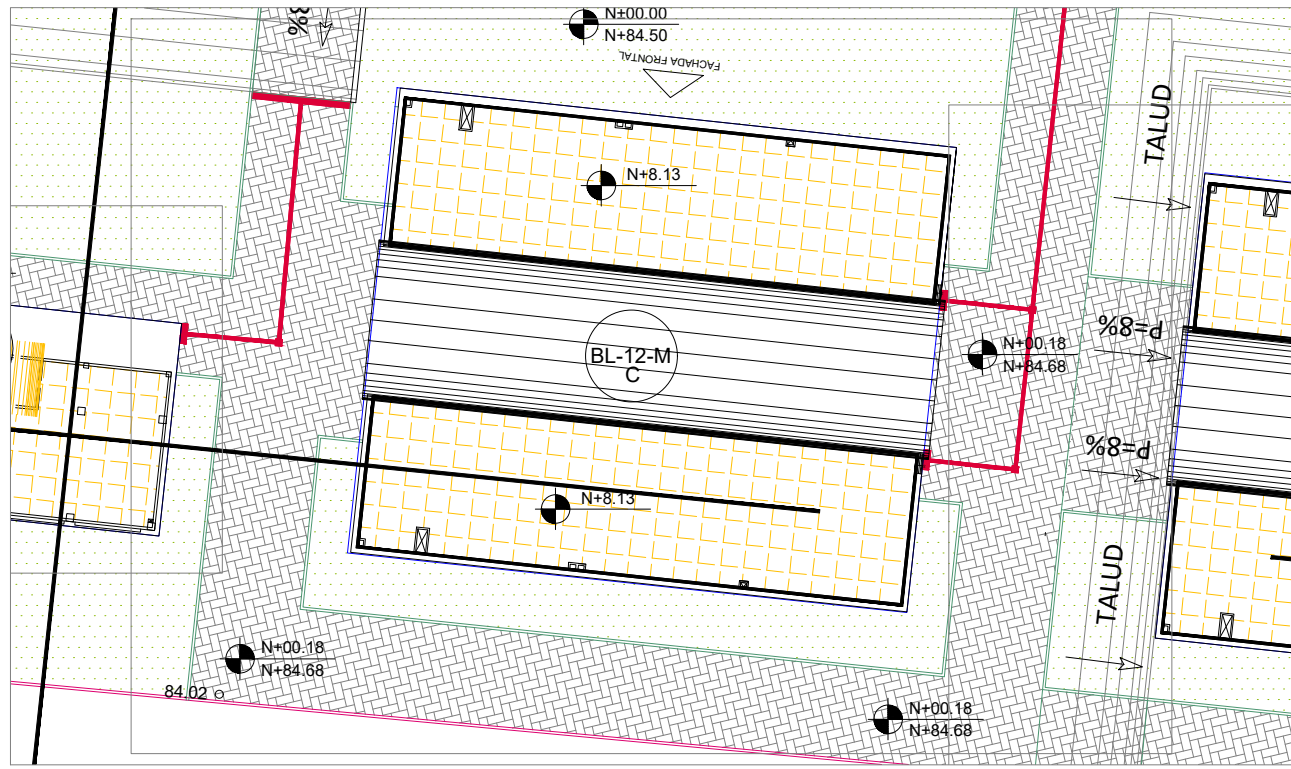 N+00.00
N+84.50
FACHADA FRONTAL
TALUD
N+8.13
P=8%
N+00.18
N+84.68
BL-12-M
C
P=8%
N+8.13
TALUD
N+00.18
N+84.68
84.02
N+00.18
N+84.68